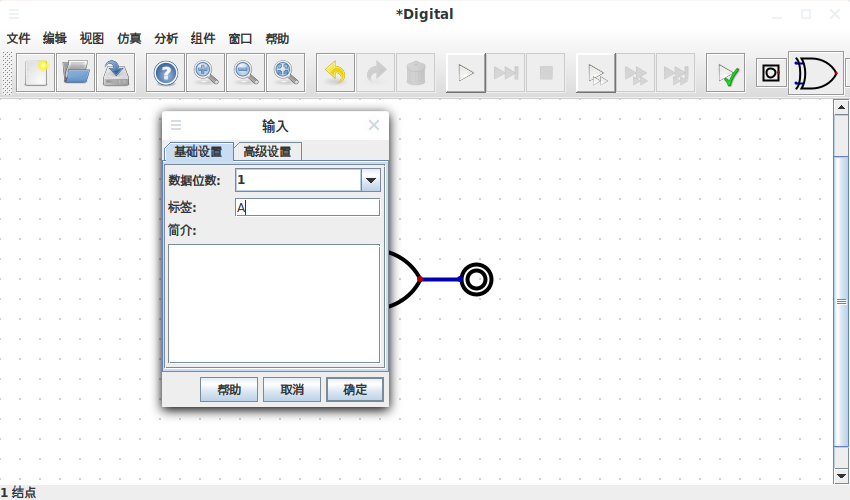 *Digital
文件 编辑 视图 仿真 分析 组件 窗口 帮助
输入
基础设置 高级设置
数据位数: 1
标签: A
简介:
帮助 取消 确定
1 结点